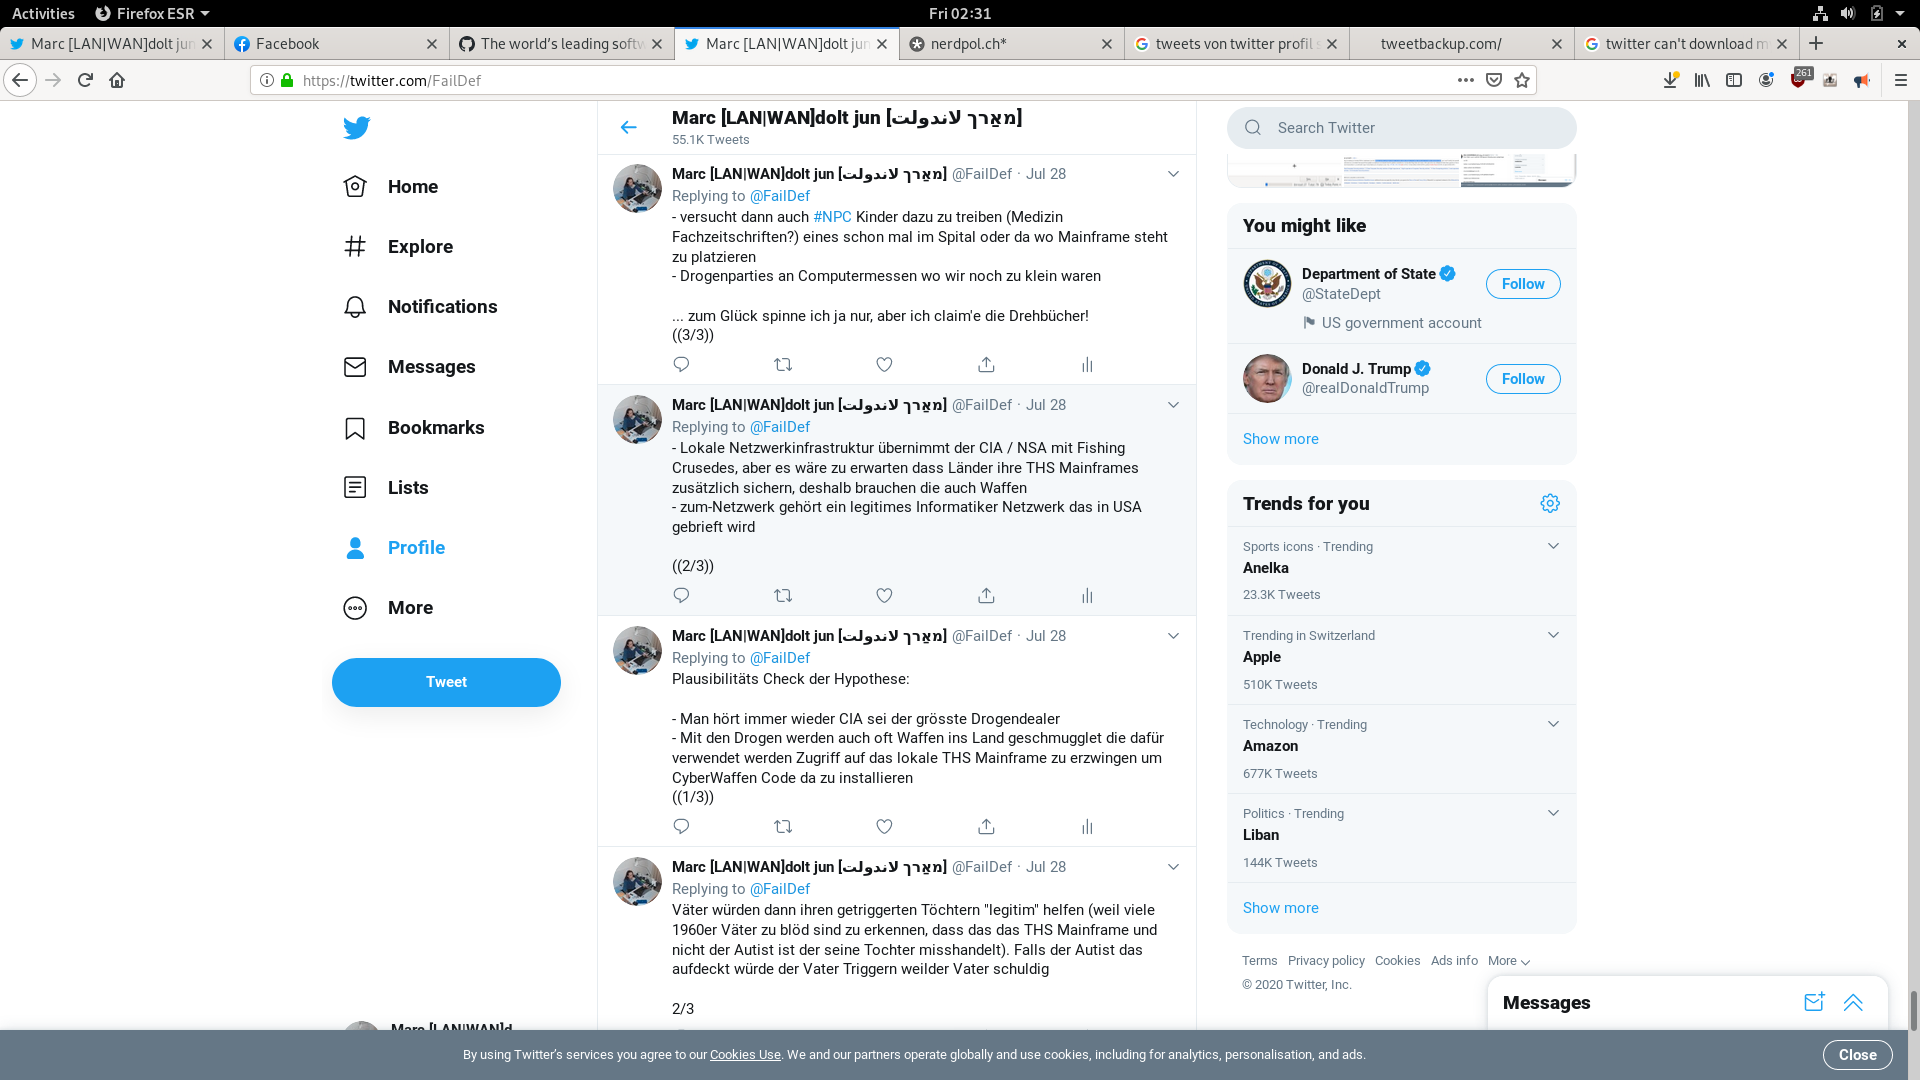 Activities
Firefox ESR
Fri 02:31
Marc [LAN|WAN]dolt jun
Facebook
The world's leading softw
Marc [LAN|WAN]dolt jun
nerdpol.ch*
tweets von twitter profil s
tweetbackup.com/
twitter can't download m
https://twitter.com/FailDef
261
Home
Explore
Notifications
Messages
Bookmarks
Lists
Profile
More
Tweet
Marc [LAN|WAN]d
Marc [LAN|WAN]dolt jun [מאַרך לאַנדולט]
55.1K Tweets
Marc [LAN|WAN]dolt jun [מאַרך לאַנדולט] @FailDef · Jul 28
Replying to @FailDef
- versucht dann auch #NPC Kinder dazu zu treiben (Medizin
Fachzeitschriften?) eines schon mal im Spital oder da wo Mainframe steht
zu platzieren
- Drogenparties an Computermessen wo wir noch zu klein waren
... zum Glück spinne ich ja nur, aber ich claim'e die Drehbücher!
((3/3))
Marc [LAN|WAN]dolt jun [מאַרך לאַנדולט] @FailDef · Jul 28
Replying to @FailDef
- Lokale Netzwerkinfrastruktur übernimmt der CIA / NSA mit Fishing
Crusedes, aber es wäre zu erwarten dass Länder ihre THS Mainframes
zusätzlich sichern, deshalb brauchen die auch Waffen
- zum-Netzwerk gehört ein legitimes Informatiker Netzwerk das in USA
gebrieft wird
((2/3))
Marc [LAN|WAN]dolt jun [מאַרך לאַנדולט] @FailDef · Jul 28
Replying to @FailDef
Plausibilitäts Check der Hypothese:
- Man hört immer wieder CIA sei der grösste Drogendealer
- Mit den Drogen werden auch oft Waffen ins Land geschmugglet die dafür
verwendet werden Zugriff auf das lokale THS Mainframe zu erzwingen um
CyberWaffen Code da zu installieren
((1/3))
Marc [LAN|WAN]dolt jun [מאַרך לאַנדולט] @FailDef · Jul 28
Replying to @FailDef
Väter würden dann ihren getriggerten Töchtern "legitim" helfen (weil viele
1960er Väter zu blöd sind zu erkennen, dass das das THS Mainframe und
nicht der Autist ist der seine Tochter misshandelt). Falls der Autist das
aufdeckt würde der Vater Triggern weilder Vater schuldig
2/3
Search Twitter
You might like
Department of State
@StateDept
US government account
Follow
Donald J. Trump
@realDonaldTrump
Follow
Show more
Trends for you
Sports icons · Trending
Anelka
23.3K Tweets
Trending in Switzerland
Apple
510K Tweets
Technology · Trending
Amazon
677K Tweets
Politics · Trending
Liban
144K Tweets
Show more
Terms Privacy policy Cookies Ads info More
© 2020 Twitter, Inc.
Messages
By using Twitter's services you agree to our Cookies Use. We and our partners operate globally and use cookies, including for analytics, personalisation, and ads.
Close